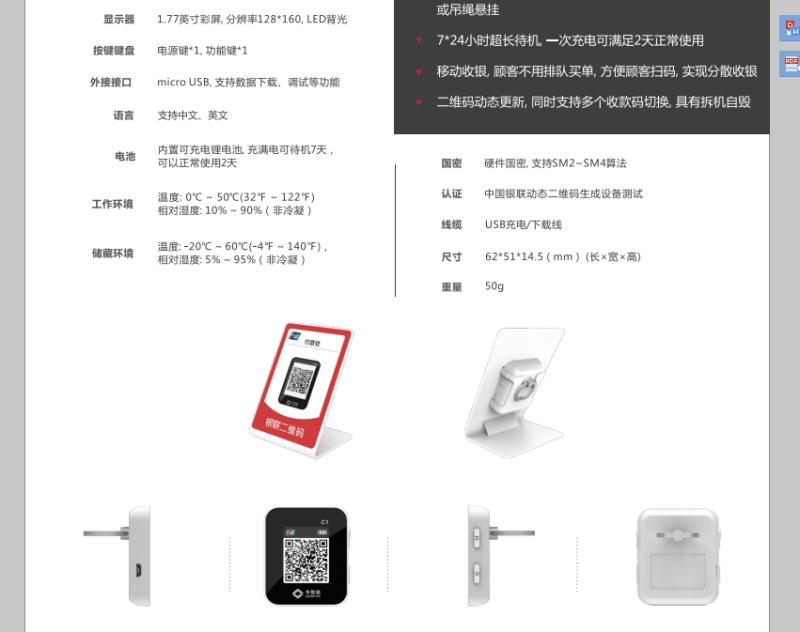 显示器 1.77英寸彩屏, 分辨率128*160, LED背光
按键键盘 电源键*1, 功能键*1
外接接口 micro USB, 支持数据下载、调试等功能
语言 支持中文、英文
电池 内置可充电锂电池, 充满电可待机7天，
可以正常使用2天
工作环境 温度: 0℃ ~ 50℃(32℉ ~ 122℉)
相对湿度: 10% ~ 90%（非冷凝）
储藏环境 温度: -20℃ ~ 60℃(-4℉ ~ 140℉)，
相对湿度: 5% ~ 95%（非冷凝）
或吊绳悬挂
7*24小时超长待机, 一次充电可满足2天正常使用
移动收银, 顾客不用排队买单, 方便顾客扫码, 实现分散收银
二维码动态更新, 同时支持多个收款码切换, 具有拆机自毁
国密 硬件国密, 支持SM2~SM4算法
认证 中国银联动态二维码生成设备测试
线缆 USB充电/下载线
尺寸 62*51*14.5（mm）(长×宽×高)
重量 50g
付款处
银联二维码
C1
PDF